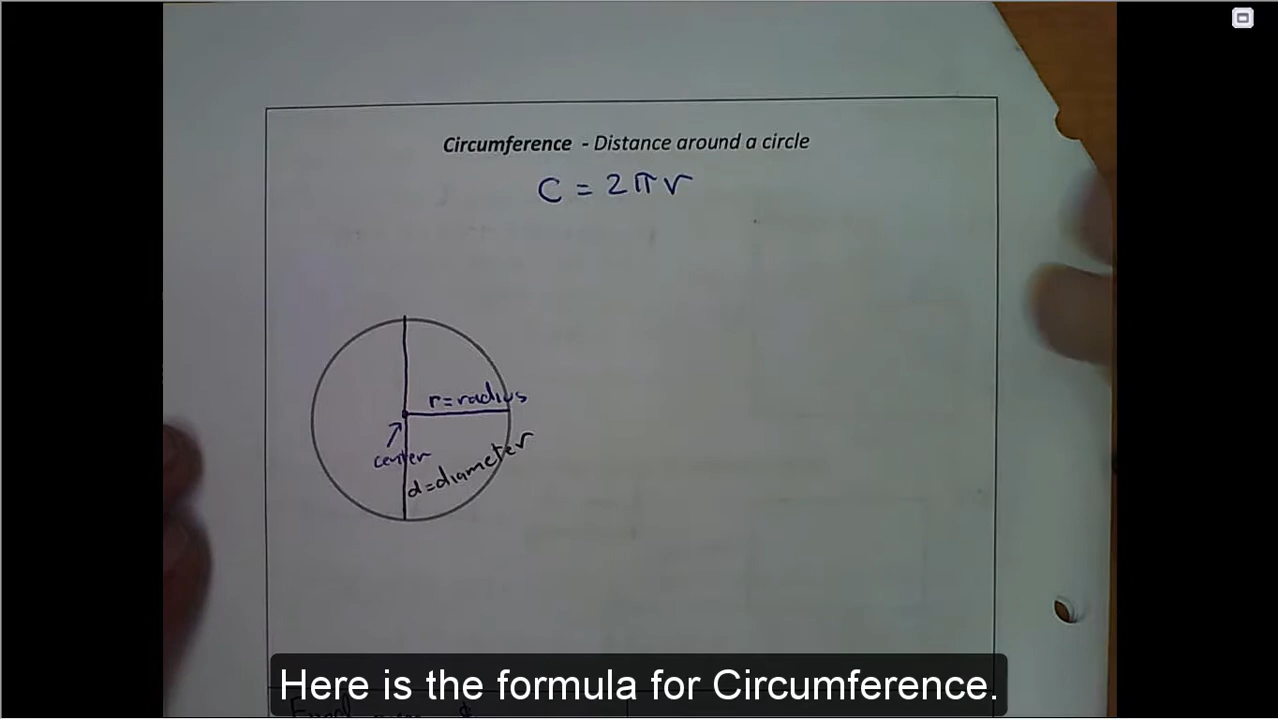 Circumference - Distance around a circle
C = 2πr
r=radius
center
d=diameter
Here is the formula for Circumference.